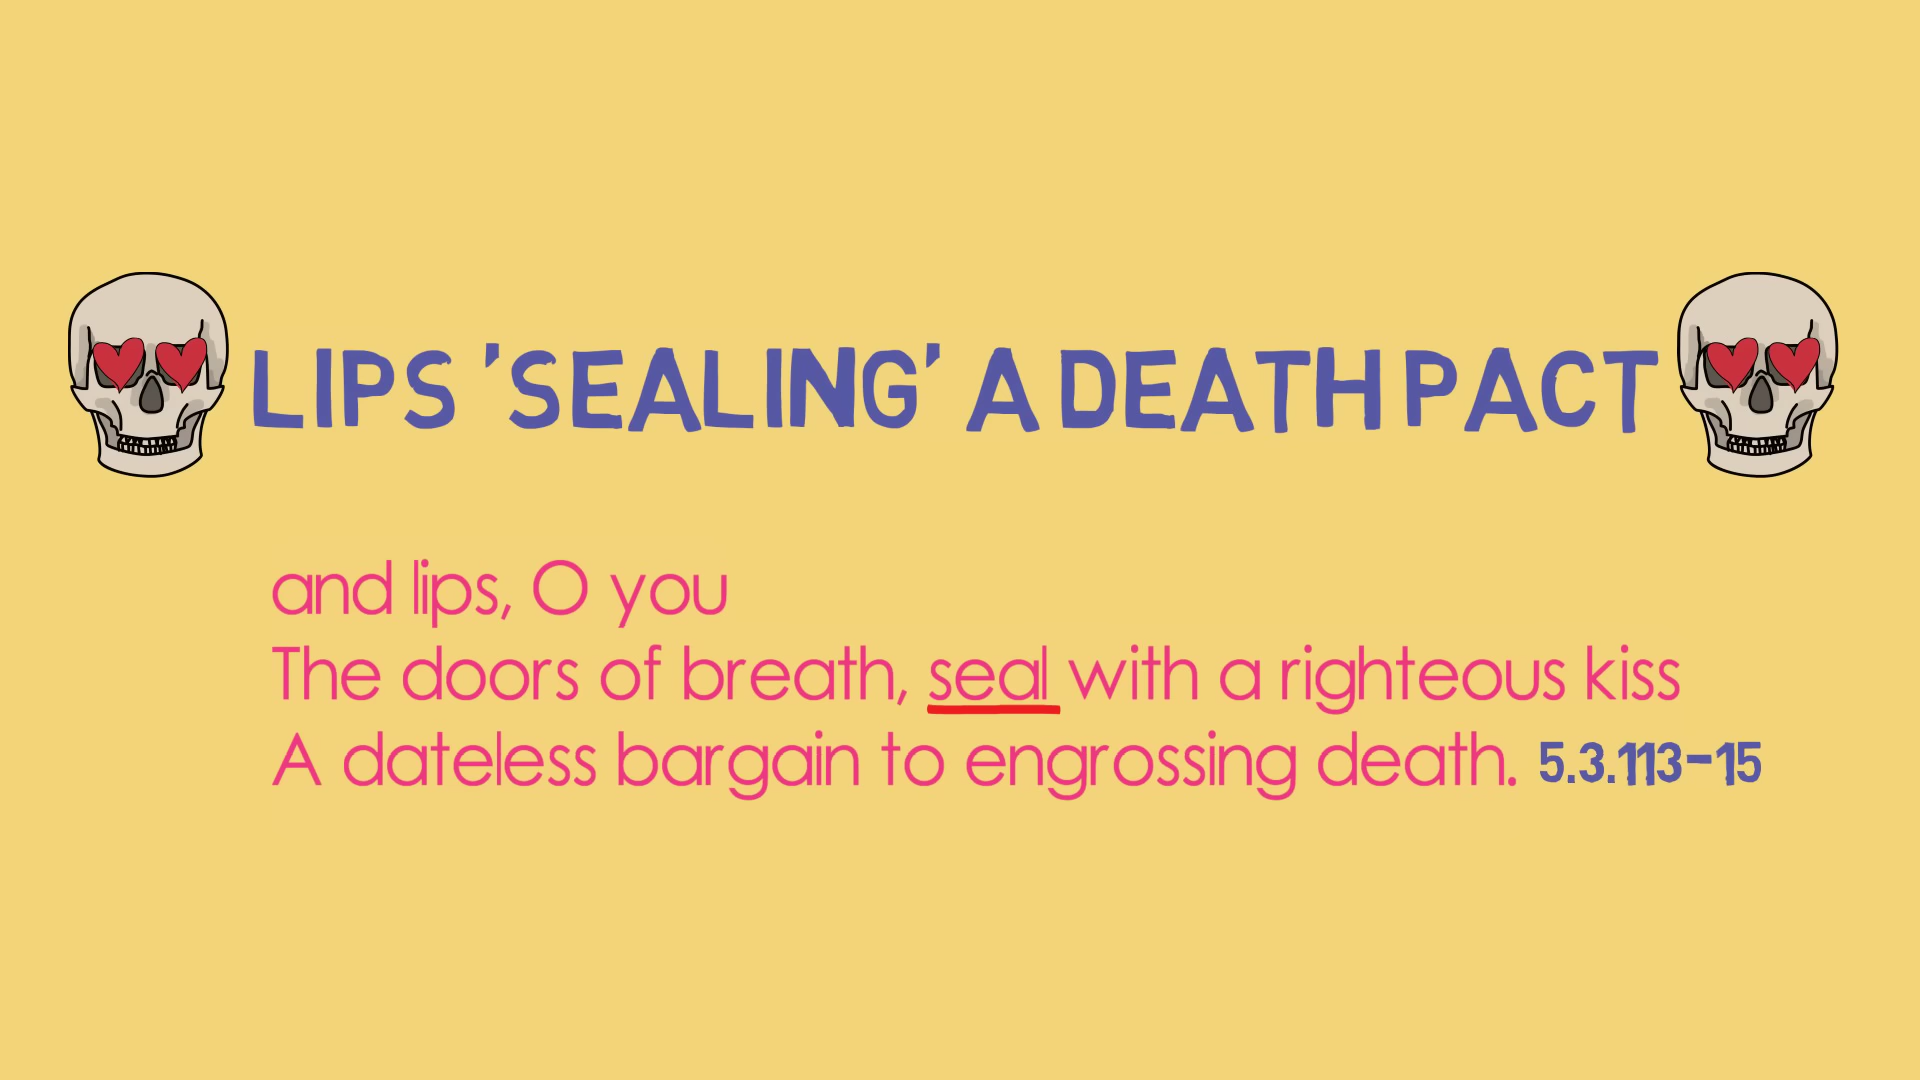 LIPS 'SEALING' A DEATH PACT
and lips, O you
The doors of breath, seal with a righteous kiss
A dateless bargain to engrossing death. 5.3.113-15